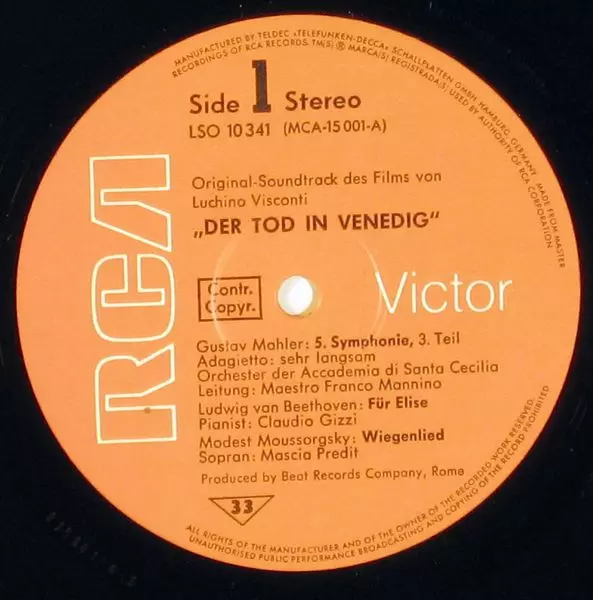 MANUFACTURED BY TELDEC »TELEFUNKEN-DECCA« SCHALLPLATTEN GMBH, HAMBURG, GERMANY. MADE FROM MASTER
RECORDINGS OF RCA RECORDS. TM(S) ® MARCA(S) REGISTRADA(S) USED BY AUTHORITY OF RCA CORPORATION
Side 1 Stereo
LSO 10 341 (MCA-15 001-A)
Original-Soundtrack des Films von
Luchino Visconti
„DER TOD IN VENEDIG“
RCA
Contr.
Copyr.
Victor
Gustav Mahler: 5. Symphonie, 3. Teil
Adagietto: sehr langsam
Orchester der Accademia di Santa Cecilia
Leitung: Maestro Franco Mannino
Ludwig van Beethoven: Für Elise
Pianist: Claudio Gizzi
Modest Moussorgsky: Wiegenlied
Sopran: Mascia Predit
Produced by Beat Records Company, Rome
33
ALL RIGHTS OF THE MANUFACTURER AND OF THE OWNER OF THE RECORDED WORK RESERVED.
UNAUTHORISED PUBLIC PERFORMANCE BROADCASTING AND COPYING OF THE RECORD PROHIBITED